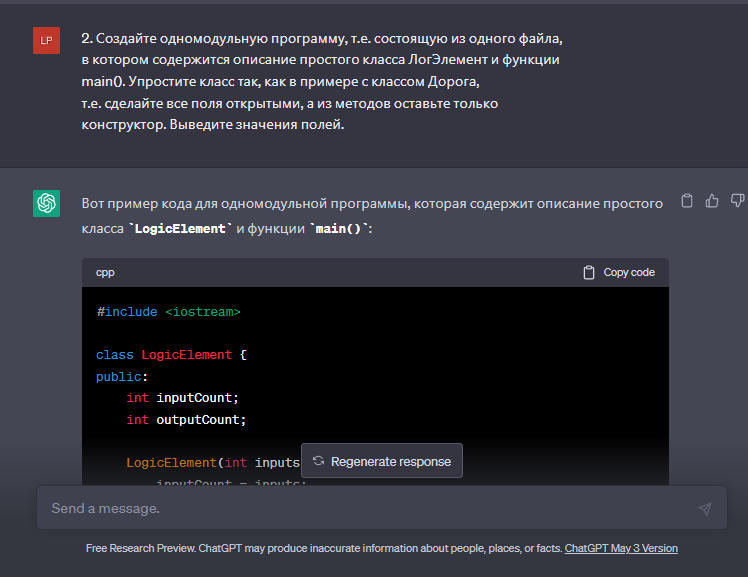 LP
2. Создайте одномодульную программу, т.е. состоящую из одного файла,
в котором содержится описание простого класса ЛогЭлемент и функции
main(). Упростите класс так, как в примере с классом Дорога,
т.е. сделайте все поля открытыми, а из методов оставьте только
конструктор. Выведите значения полей.
Вот пример кода для одномодульной программы, которая содержит описание простого
класса `LogicElement` и функции `main()`:
cpp
Copy code
#include <iostream>
class LogicElement {
public:
int inputCount;
int outputCount;
LogicElement(int inputs
Regenerate response
inputCount = inputs;
Send a message.
Free Research Preview. ChatGPT may produce inaccurate information about people, places, or facts. ChatGPT May 3 Version